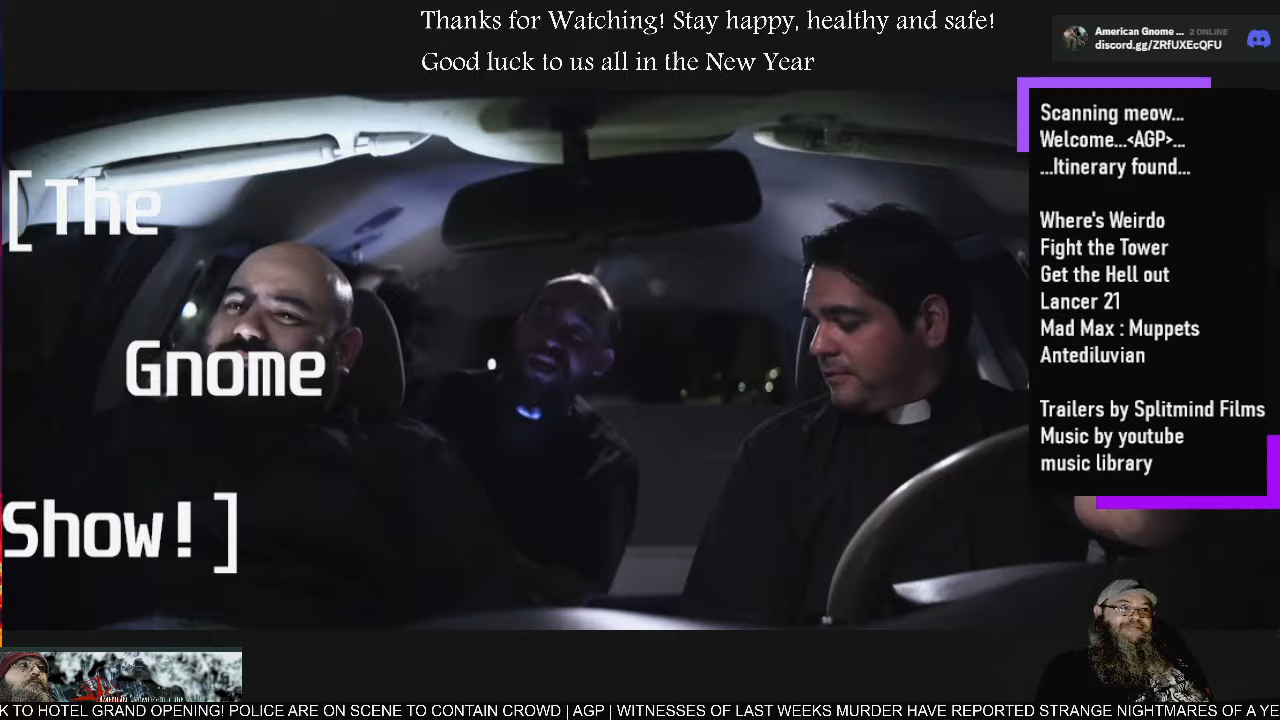 Thanks for Watching! Stay happy, healthy and safe!
Good luck to us all in the New Year
American Gnome ... 2 ONLINE
discord.gg/ZRfUXEcQFU
Scanning meow...
Welcome...<AGP>...
...Itinerary found...
Where's Weirdo
Fight the Tower
Get the Hell out
Lancer 21
Mad Max : Muppets
Antediluvian
Trailers by Splitmind Films
Music by youtube
music library
[The
Gnome
Show!]
K TO HOTEL GRAND OPENING! POLICE ARE ON SCENE TO CONTAIN CROWD | AGP | WITNESSES OF LAST WEEKS MURDER HAVE REPORTED STRANGE NIGHTMARES OF A YE